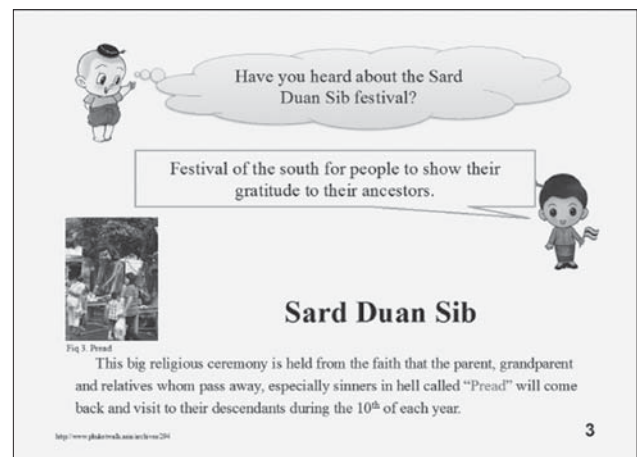 Have you heard about the Sard
Duan Sib festival?
Festival of the south for people to show their
gratitude to their ancestors.
Fig 3. Pread
Sard Duan Sib
This big religious ceremony is held from the faith that the parent, grandparent
and relatives whom pass away, especially sinners in hell called “Pread” will come
back and visit to their descendants during the 10th of each year.
3